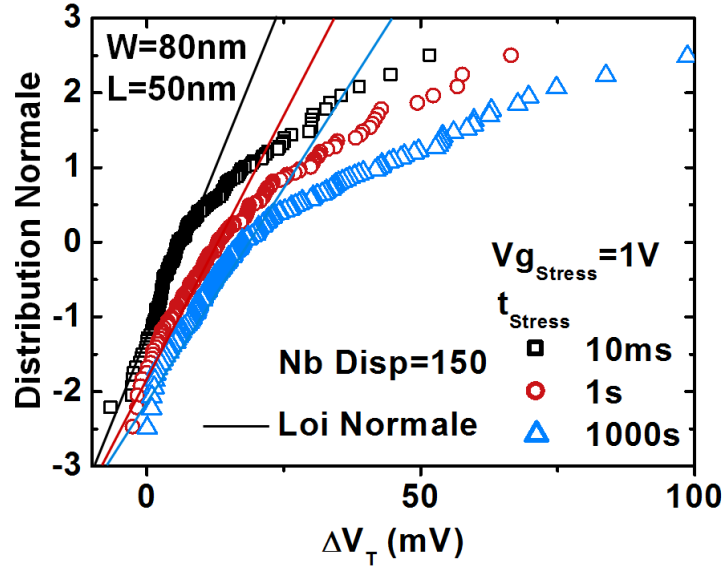 3
2
1
0
-1
-2
-3
Distribution Normale
W=80nm
L=50nm
Vg_Stress=1V
t_Stress
10ms
1s
1000s
Nb Disp=150
Loi Normale
0
50
100
ΔV_T (mV)